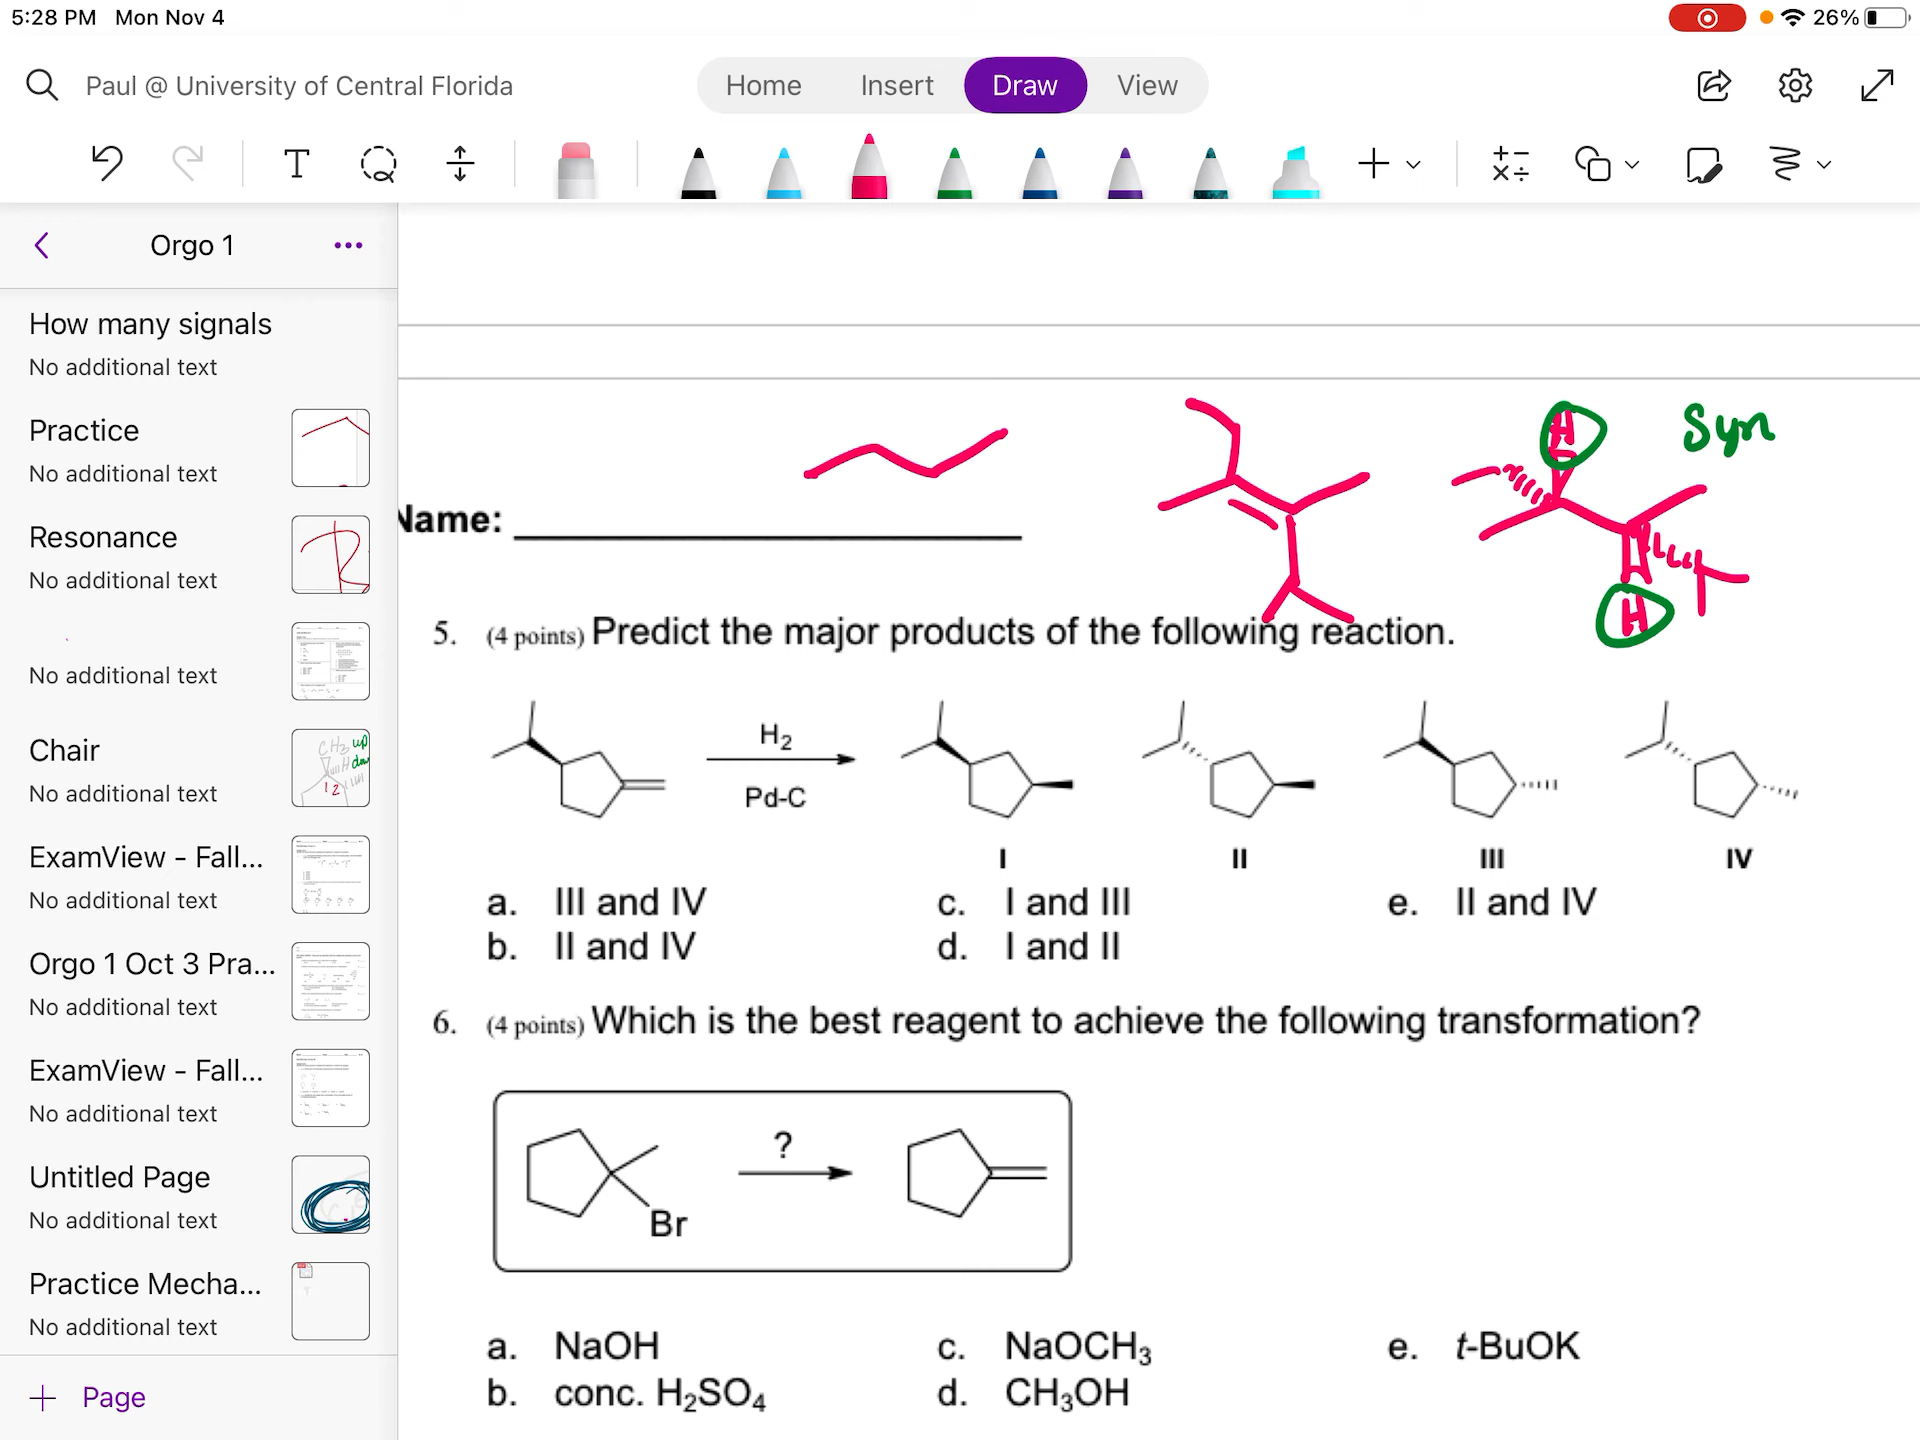 5:28 PM Mon Nov 4
26%
Paul @ University of Central Florida
Home Insert Draw View
T
Orgo 1
How many signals
No additional text
Practice
No additional text
Resonance
No additional text
R
No additional text
Chair
No additional text
CH3 up
H dow
1 2
ExamView - Fall...
No additional text
Orgo 1 Oct 3 Pra...
No additional text
ExamView - Fall...
No additional text
Untitled Page
No additional text
Practice Mecha...
No additional text
+ Page
H Syn
H
Name:
5. (4 points) Predict the major products of the following reaction.
H2
Pd-C
I II III IV
a. III and IV c. I and III e. II and IV
b. II and IV d. I and II
6. (4 points) Which is the best reagent to achieve the following transformation?
?
Br
a. NaOH c. NaOCH3 e. t-BuOK
b. conc. H2SO4 d. CH3OH